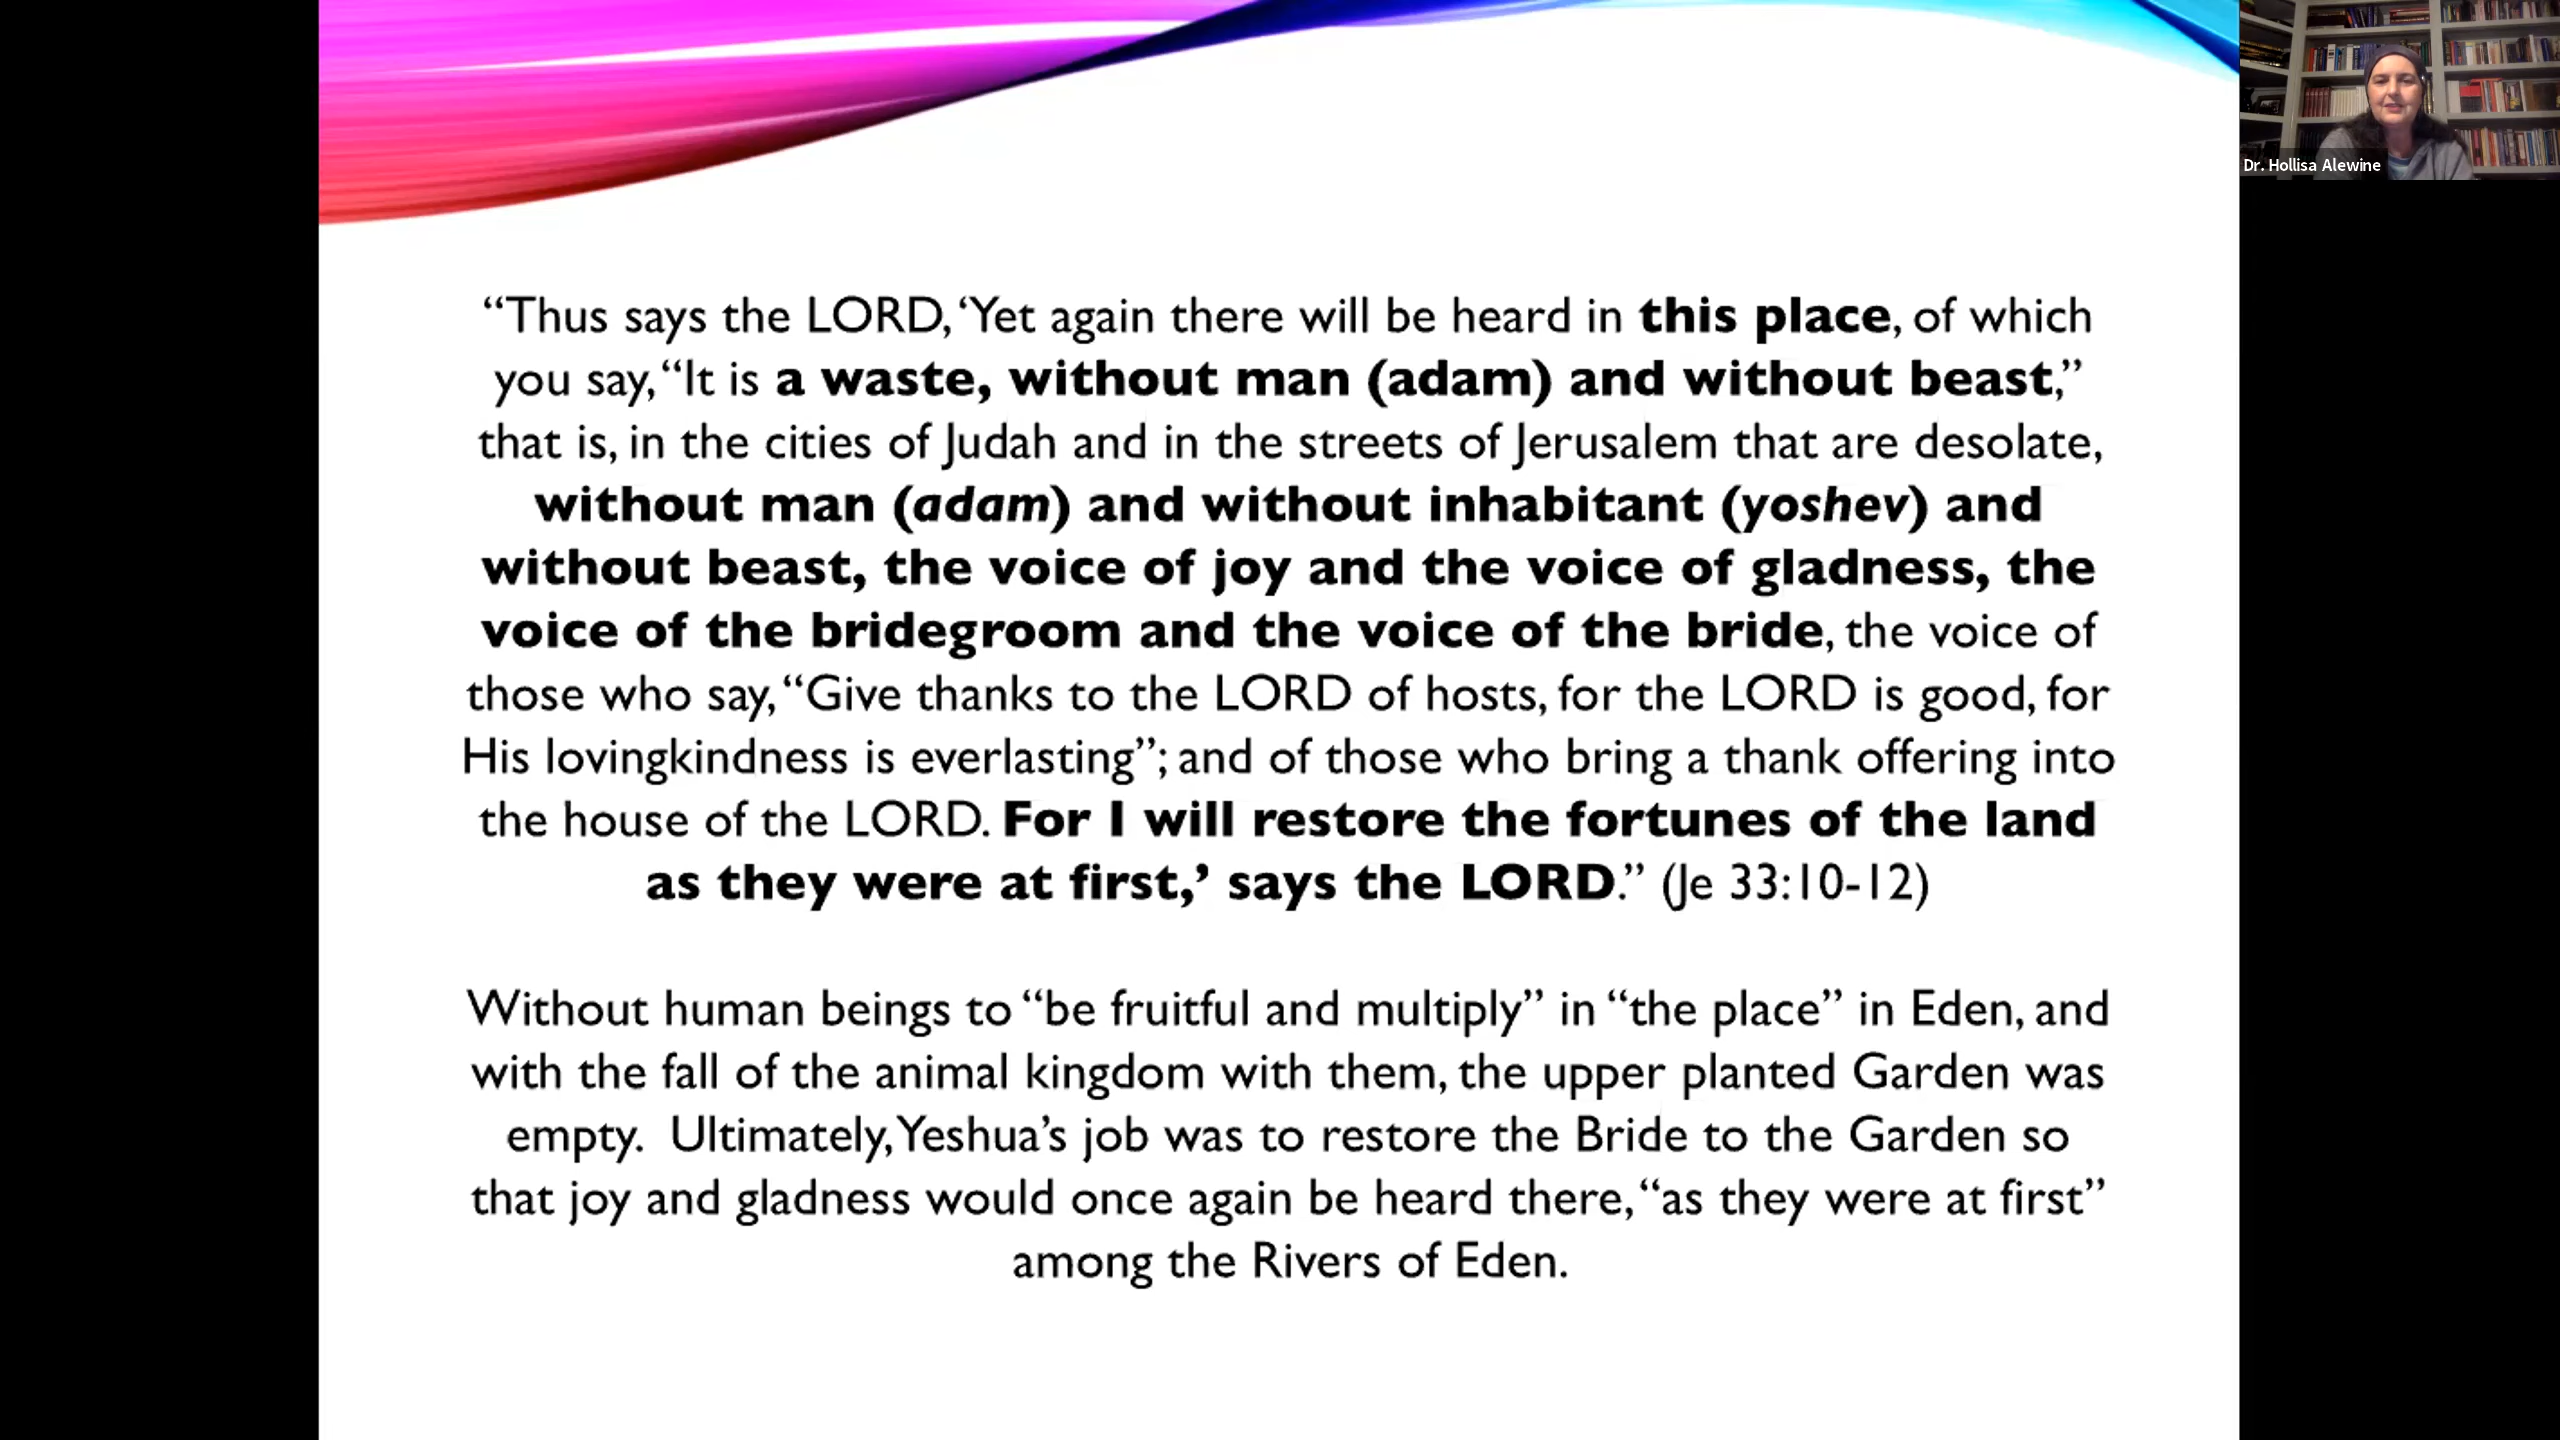 Dr. Hollisa Alewine
“Thus says the LORD, ‘Yet again there will be heard in this place, of which
you say, “It is a waste, without man (adam) and without beast,”
that is, in the cities of Judah and in the streets of Jerusalem that are desolate,
without man (adam) and without inhabitant (yoshev) and
without beast, the voice of joy and the voice of gladness, the
voice of the bridegroom and the voice of the bride, the voice of
those who say, “Give thanks to the LORD of hosts, for the LORD is good, for
His lovingkindness is everlasting”; and of those who bring a thank offering into
the house of the LORD. For I will restore the fortunes of the land
as they were at first,’ says the LORD.” (Je 33:10-12)
Without human beings to “be fruitful and multiply” in “the place” in Eden, and
with the fall of the animal kingdom with them, the upper planted Garden was
empty.  Ultimately, Yeshua’s job was to restore the Bride to the Garden so
that joy and gladness would once again be heard there, “as they were at first”
among the Rivers of Eden.